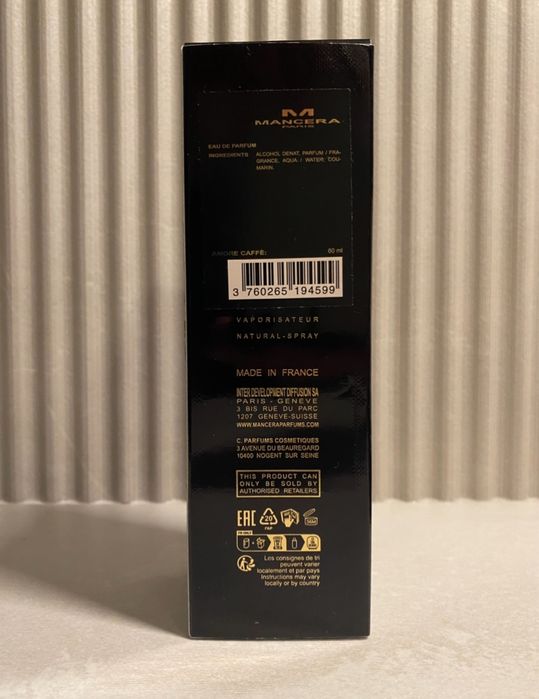 MANCERA
PARIS
EAU DE PARFUM
INGREDIENTS: ALCOHOL DENAT, PARFUM / FRA-
GRANCE, AQUA / WATER, COU-
MARIN.
AMORE CAFFÈ: 60 ml
3 760265 194599
VAPORISATEUR
NATURAL-SPRAY
MADE IN FRANCE
INTER DEVELOPMENT DIFFUSION SA
PARIS - GENÈVE
3 BIS RUE DU PARC
1207 GENEVE-SUISSE
WWW.MANCERAPARFUMS.COM
C. PARFUMS COSMETIQUES
3 AVENUE DU BEAUREGARD
10400 NOGENT SUR SEINE
THIS PRODUCT CAN
ONLY BE SOLD BY
AUTHORISED RETAILERS
EAC 20
PAP
Les consignes de tri
peuvent varier
localement et par pays
Instructions may vary
locally or by country